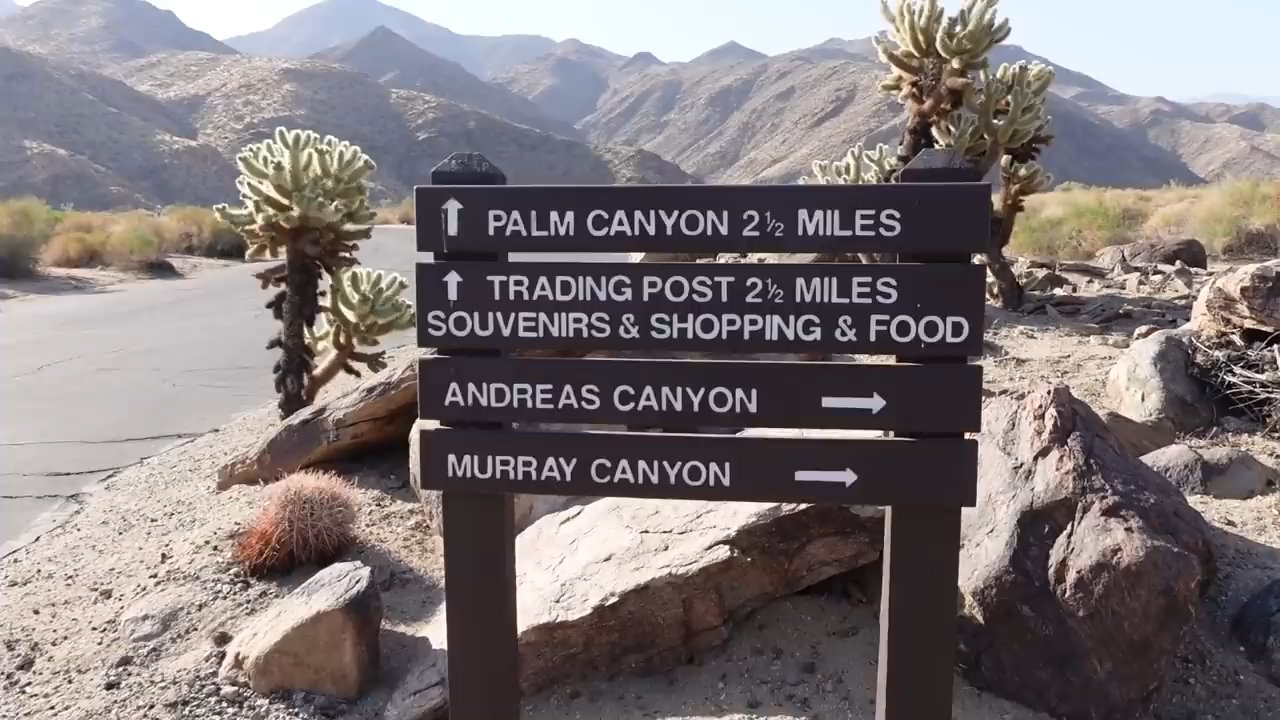 ↑ PALM CANYON 2½ MILES
↑ TRADING POST 2½ MILES
SOUVENIRS & SHOPPING & FOOD
ANDREAS CANYON →
MURRAY CANYON →